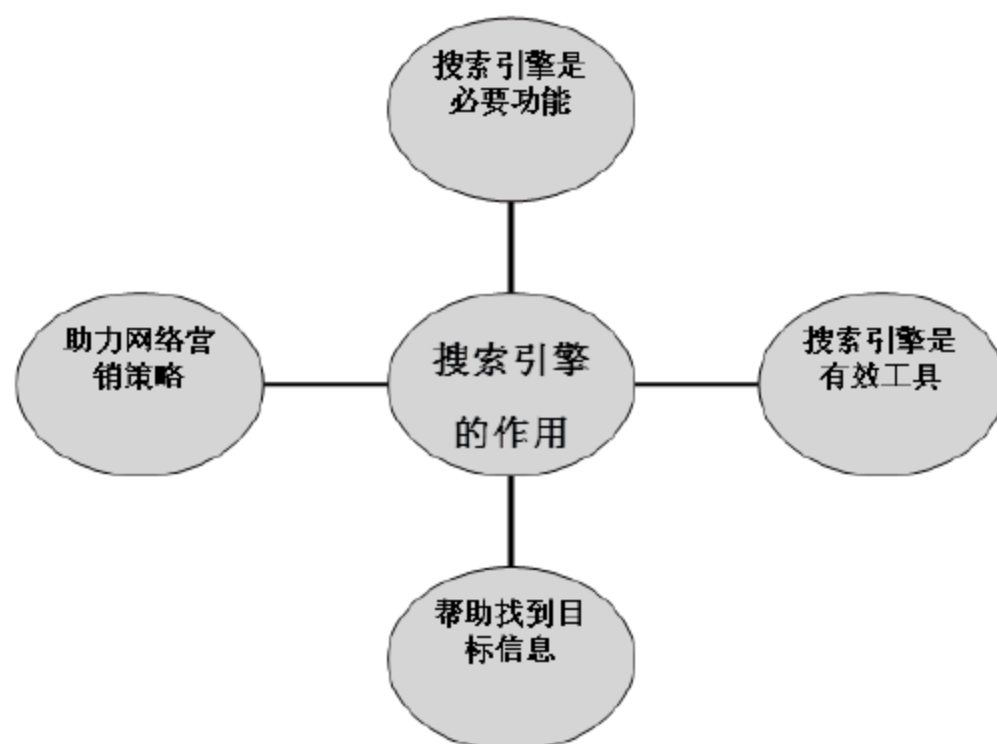 搜索引擎是
必要功能
助力网络营
销策略
搜索引擎
的作用
搜索引擎是
有效工具
帮助找到目
标信息